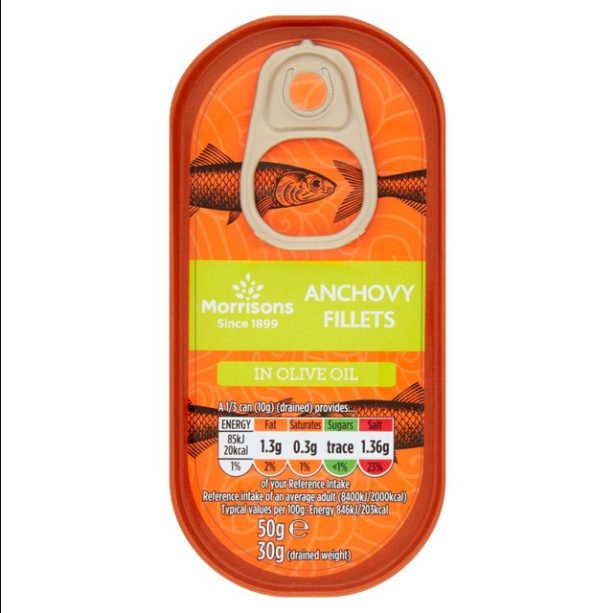 Morrisons
Since 1899
ANCHOVY
FILLETS
IN OLIVE OIL
A 1/3 can (10g) (drained) provides...
ENERGY Fat Saturates Sugars Salt
85kJ
20kcal 1.3g 0.3g trace 1.36g
1% 2% 1% <1% 23%
of your Reference Intake
Reference intake of an average adult (8400kJ/2000kcal)
Typical values per 100g: Energy 846kJ/203kcal
50g ℮
30g (drained weight)